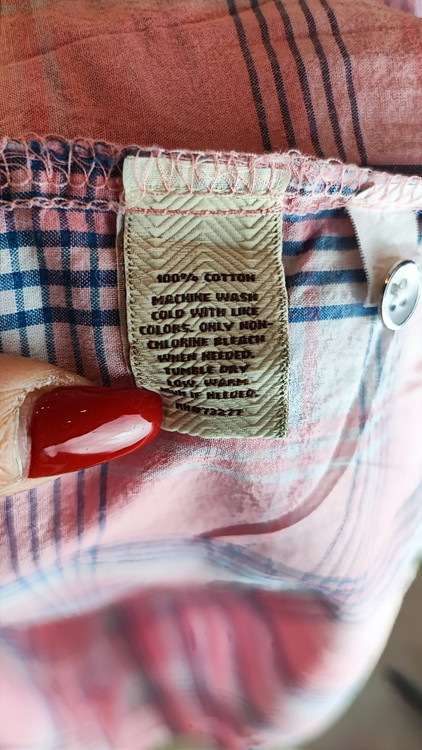 100% COTTON
MACHINE WASH
COLD WITH LIKE
COLORS. ONLY NON-
CHLORINE BLEACH
WHEN NEEDED.
TUMBLE DRY
LOW. WARM
IF NEEDED.